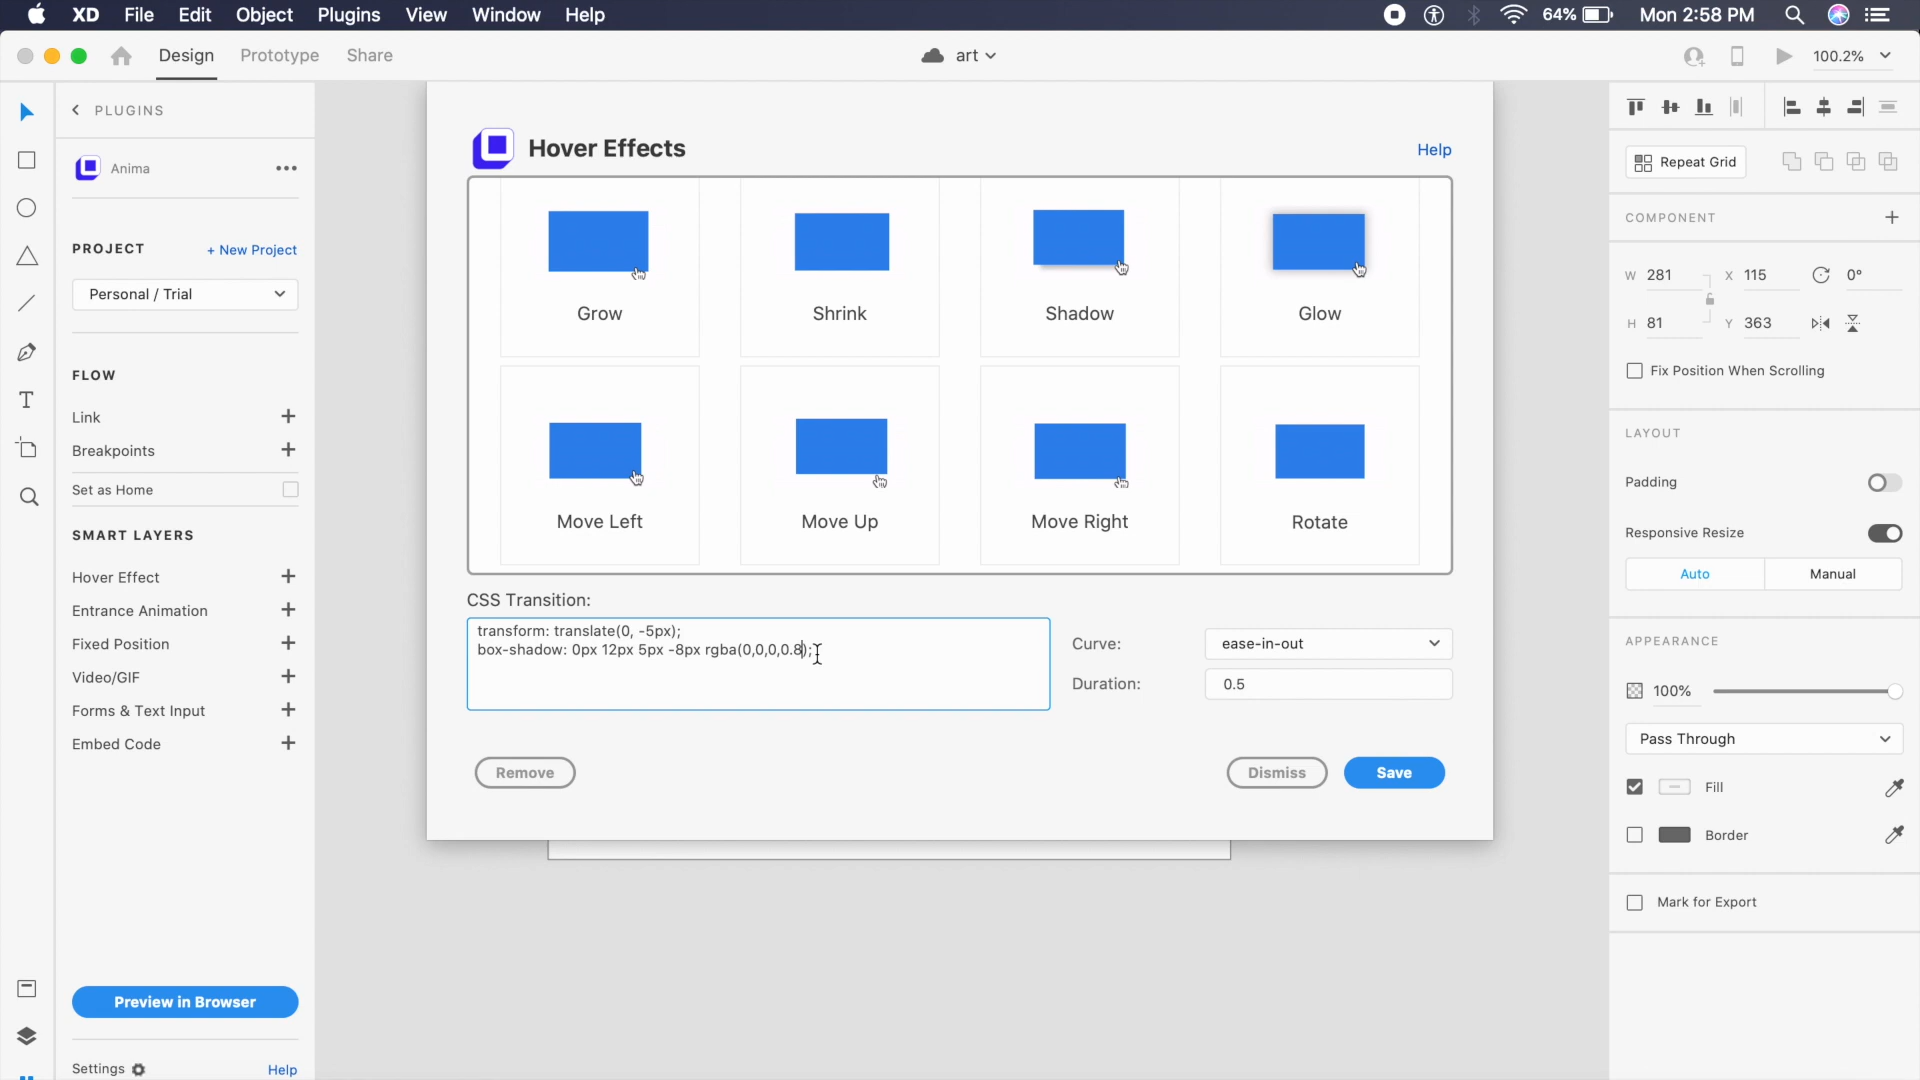 XD File Edit Object Plugins View Window Help 64% Mon 2:58 PM
Design Prototype Share art 100.2%
PLUGINS
Anima
PROJECT + New Project
Personal / Trial
FLOW
Link
Breakpoints
Set as Home
SMART LAYERS
Hover Effect
Entrance Animation
Fixed Position
Video/GIF
Forms & Text Input
Embed Code
Preview in Browser
Settings Help
Hover Effects Help
Grow Shrink Shadow Glow
Move Left Move Up Move Right Rotate
CSS Transition:
transform: translate(0, -5px);
box-shadow: 0px 12px 5px -8px rgba(0,0,0,0.8);
Curve: ease-in-out
Duration: 0.5
Remove Dismiss Save
Repeat Grid
COMPONENT
W 281 X 115 0°
H 81 Y 363
Fix Position When Scrolling
LAYOUT
Padding
Responsive Resize
Auto Manual
APPEARANCE
100%
Pass Through
Fill
Border
Mark for Export